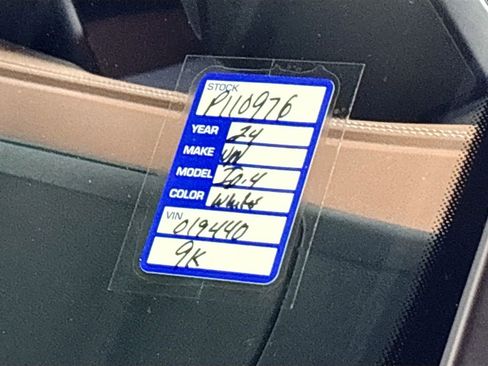 STOCK
P110976
YEAR 24
MAKE VW
MODEL ID.4
COLOR White
VIN
019440
9K